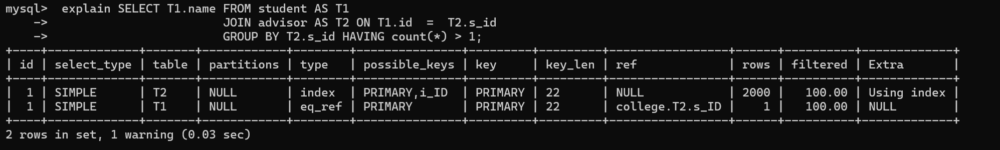 mysql>  explain SELECT T1.name FROM student AS T1
    ->                         JOIN advisor AS T2 ON T1.id  =  T2.s_id
    ->                         GROUP BY T2.s_id HAVING count(*) > 1;
+----+-------------+-------+------------+--------+---------------+---------+---------+-----------------+------+----------+-------------+
| id | select_type | table | partitions | type   | possible_keys | key     | key_len | ref             | rows | filtered | Extra       |
+----+-------------+-------+------------+--------+---------------+---------+---------+-----------------+------+----------+-------------+
|  1 | SIMPLE      | T2    | NULL       | index  | PRIMARY,i_ID  | PRIMARY | 22      | NULL            | 2000 |   100.00 | Using index |
|  1 | SIMPLE      | T1    | NULL       | eq_ref | PRIMARY       | PRIMARY | 22      | college.T2.s_ID |    1 |   100.00 | NULL        |
+----+-------------+-------+------------+--------+---------------+---------+---------+-----------------+------+----------+-------------+
2 rows in set, 1 warning (0.03 sec)